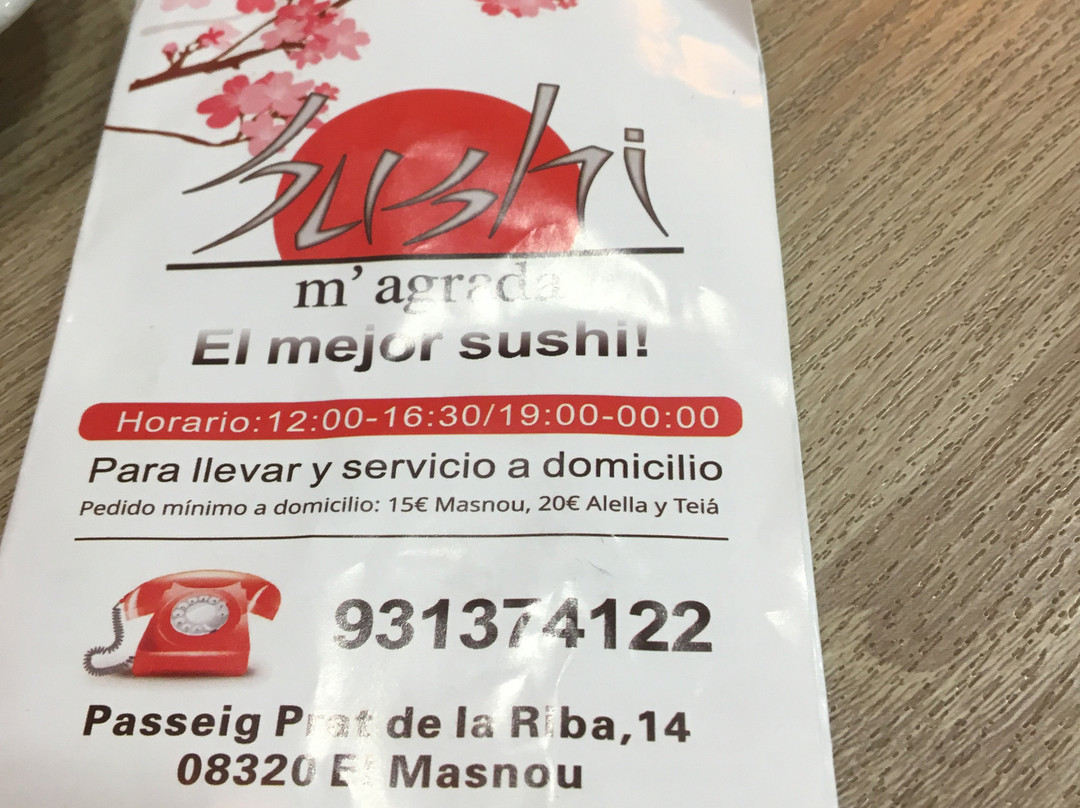 sushi
m' agrada
El mejor sushi!
Horario:12:00-16:30/19:00-00:00
Para llevar y servicio a domicilio
Pedido mínimo a domicilio: 15€ Masnou, 20€ Alella y Teiá
931374122
Passeig Prat de la Riba,14
08320 El Masnou